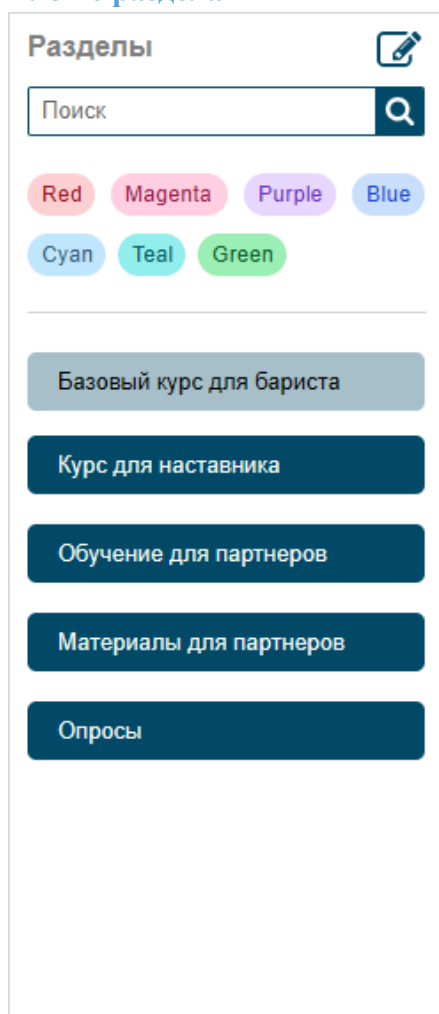 Разделы
Поиск
Red Magenta Purple Blue
Cyan Teal Green
Базовый курс для бариста
Курс для наставника
Обучение для партнеров
Материалы для партнеров
Опросы